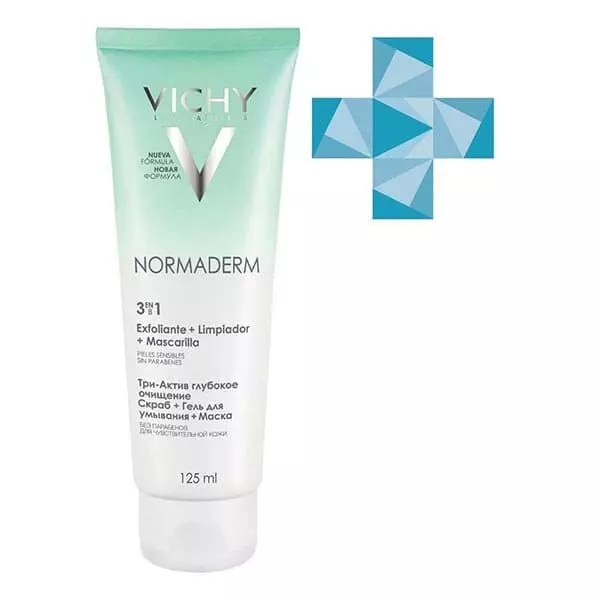 VICHY
NUEVA
FÓRMULA
НОВАЯ
ФОРМУЛА
NORMADERM
3 EN В 1
Exfoliante + Limpiador
+ Mascarilla
PIELES SENSIBLES
SIN PARABENES
Три-Актив глубокое
очищение
Скраб + Гель для
умывания + Маска
БЕЗ ПАРАБЕНОВ
ДЛЯ ЧУВСТВИТЕЛЬНОЙ КОЖИ
125 ml